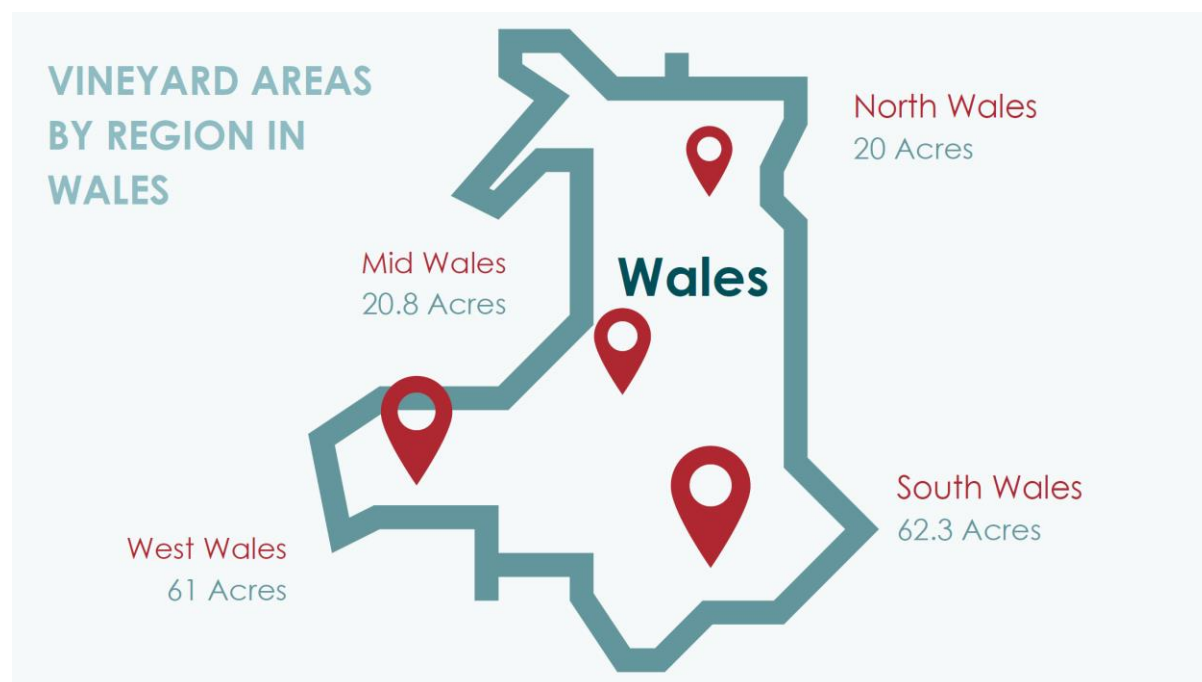 VINEYARD AREAS
BY REGION IN
WALES
North Wales
20 Acres
Mid Wales
20.8 Acres
Wales
South Wales
62.3 Acres
West Wales
61 Acres